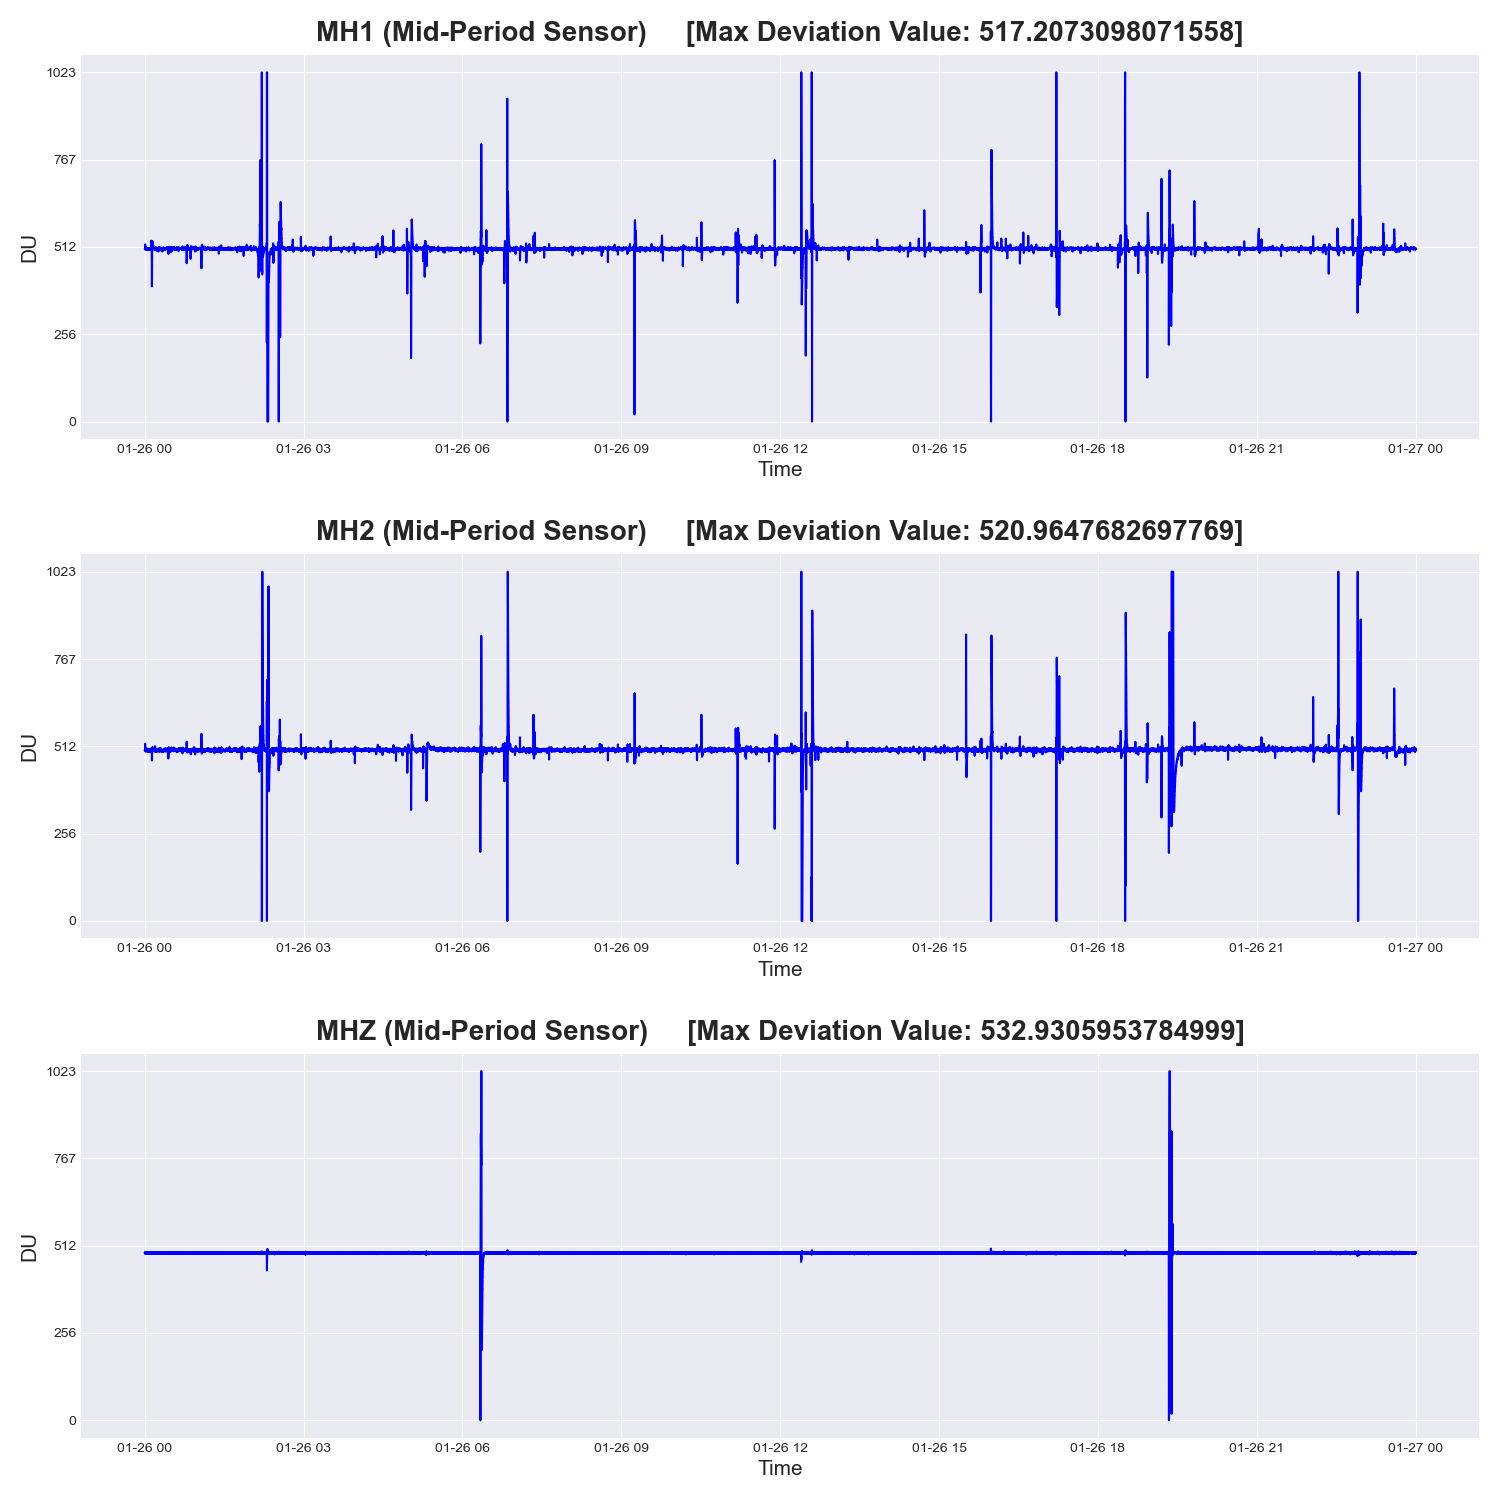 MH1 (Mid-Period Sensor) [Max Deviation Value: 517.2073098071558]
1023
767
512
256
0
DU
01-26 00 01-26 03 01-26 06 01-26 09 01-26 12 01-26 15 01-26 18 01-26 21 01-27 00
Time
MH2 (Mid-Period Sensor) [Max Deviation Value: 520.9647682697769]
1023
767
512
256
0
DU
01-26 00 01-26 03 01-26 06 01-26 09 01-26 12 01-26 15 01-26 18 01-26 21 01-27 00
Time
MHZ (Mid-Period Sensor) [Max Deviation Value: 532.9305953784999]
1023
767
512
256
0
DU
01-26 00 01-26 03 01-26 06 01-26 09 01-26 12 01-26 15 01-26 18 01-26 21 01-27 00
Time